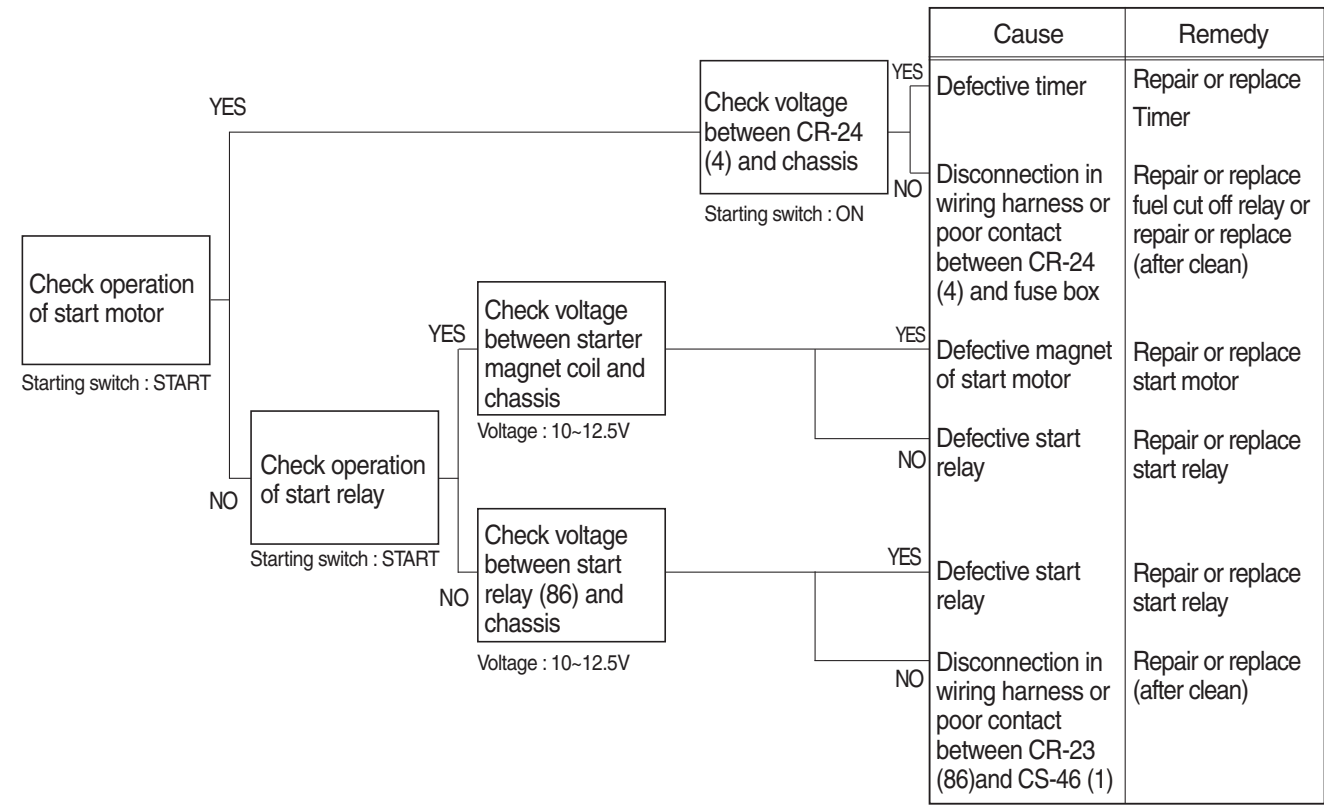 Cause
Remedy
Check operation
of start motor
Starting switch : START
YES
Check voltage
between CR-24
(4) and chassis
Starting switch : ON
YES
Defective timer
Repair or replace
Timer
NO
Disconnection in
wiring harness or
poor contact
between CR-24
(4) and fuse box
Repair or replace
fuel cut off relay or
repair or replace
(after clean)
NO
Check operation
of start relay
Starting switch : START
YES
Check voltage
between starter
magnet coil and
chassis
Voltage : 10~12.5V
YES
Defective magnet
of start motor
Repair or replace
start motor
NO
Defective start
relay
Repair or replace
start relay
NO
Check voltage
between start
relay (86) and
chassis
Voltage : 10~12.5V
YES
Defective start
relay
Repair or replace
start relay
NO
Disconnection in
wiring harness or
poor contact
between CR-23
(86)and CS-46 (1)
Repair or replace
(after clean)